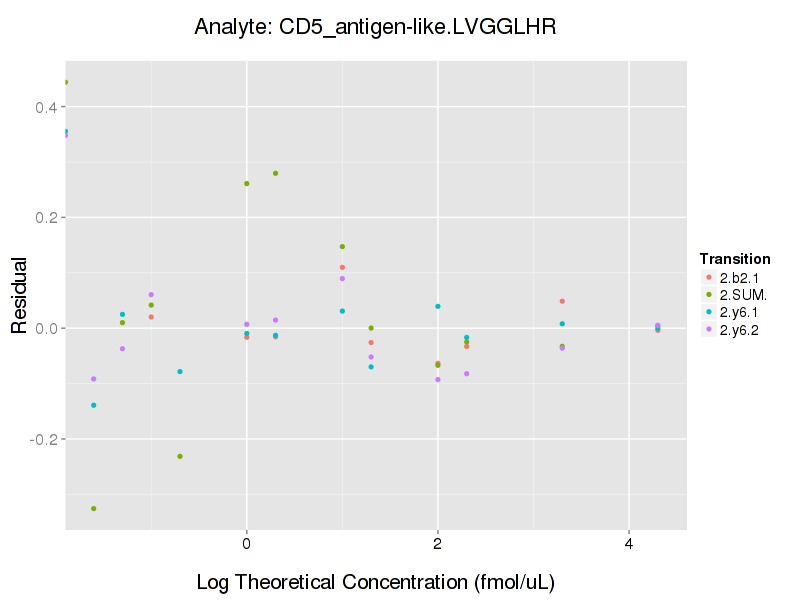 Analyte: CD5_antigen-like.LVGGLHR
Residual
0.4
0.2
0.0
-0.2
0
2
4
Log Theoretical Concentration (fmol/uL)
Transition
2.b2.1
2.SUM.
2.y6.1
2.y6.2